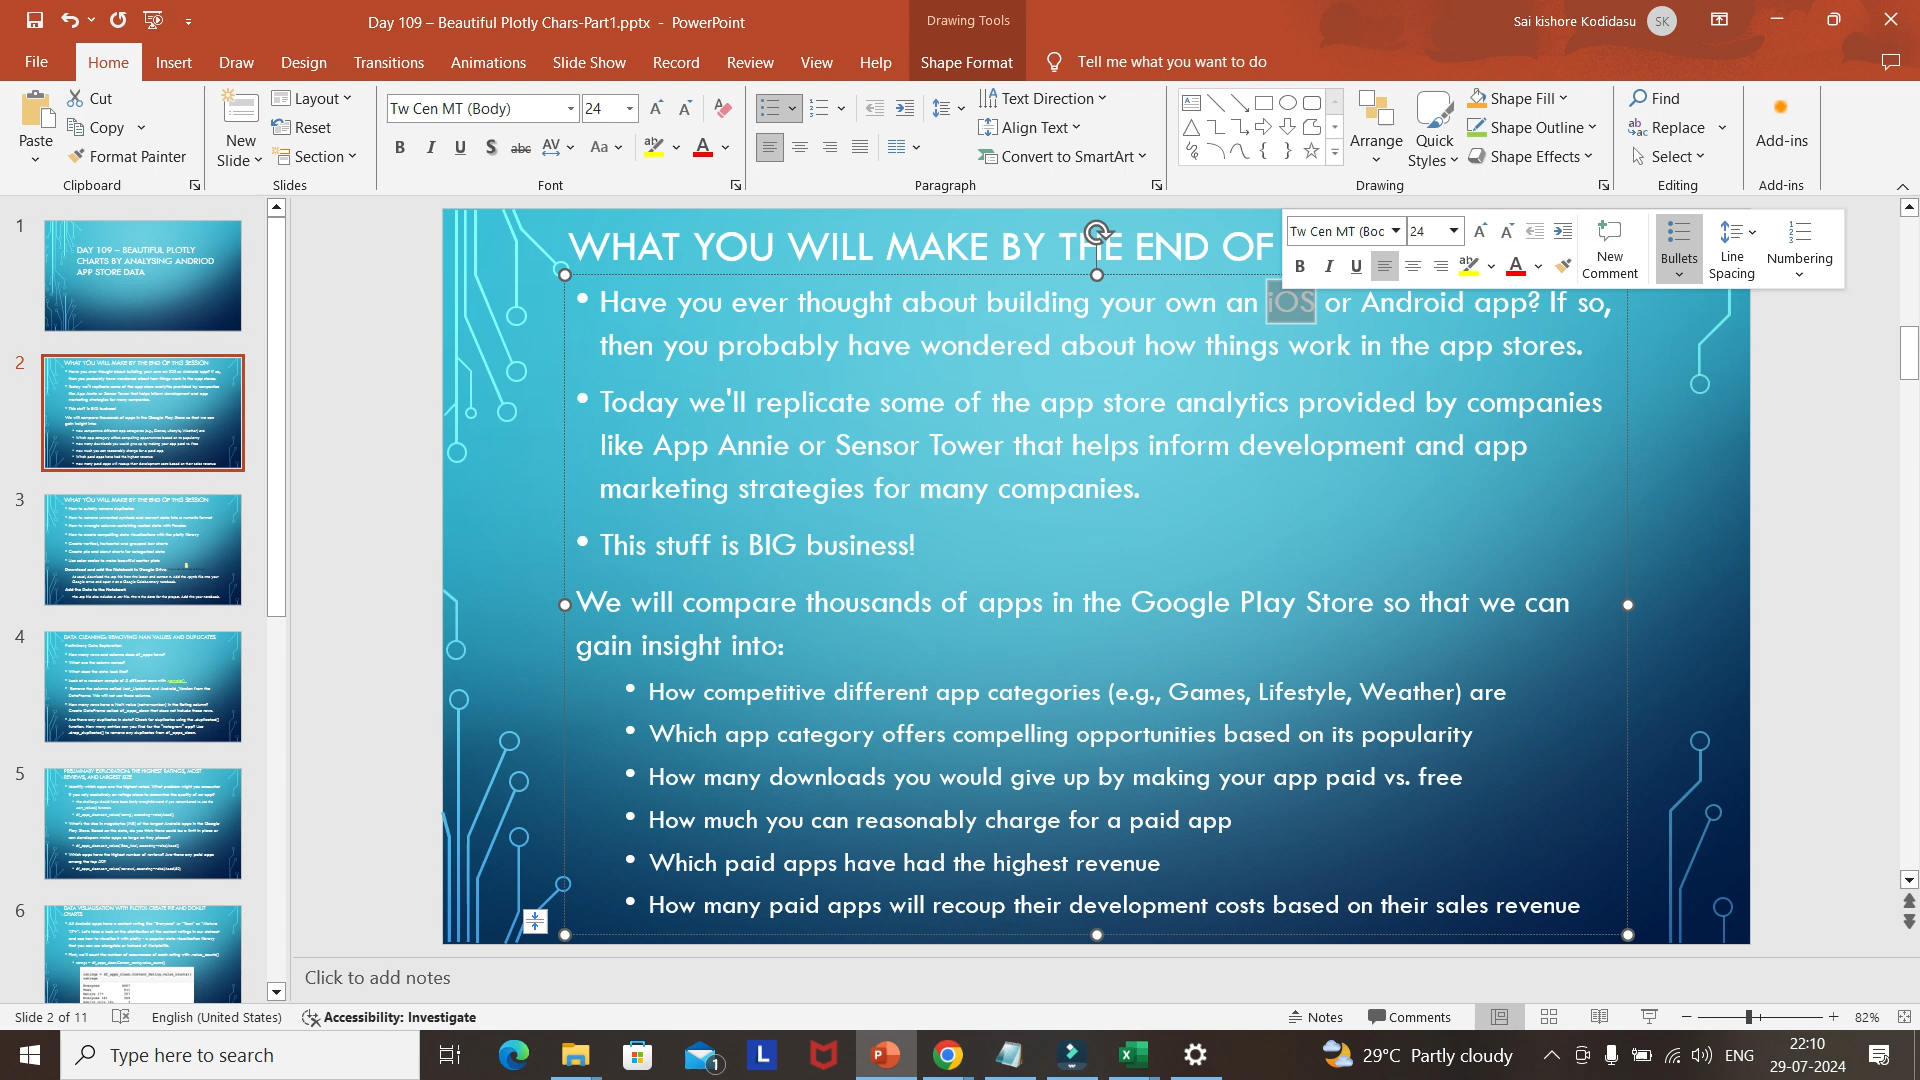 Day 109 – Beautiful Plotly Chars-Part1.pptx - PowerPoint
Drawing Tools
Sai kishore Kodidasu
SK
File
Home
Insert
Draw
Design
Transitions
Animations
Slide Show
Record
Review
View
Help
Shape Format
Tell me what you want to do
Paste
Cut
Copy
Format Painter
Clipboard
New Slide
Layout
Reset
Section
Slides
Tw Cen MT (Body)
24
Font
Text Direction
Align Text
Convert to SmartArt
Paragraph
Arrange
Quick Styles
Shape Fill
Shape Outline
Shape Effects
Drawing
Find
Replace
Select
Editing
Add-ins
Add-ins
1
DAY 109 – BEAUTIFUL PLOTLY
CHARTS BY ANALYSING ANDRIOD
APP STORE DATA
2
3
4
5
6
WHAT YOU WILL MAKE BY THE END OF
Tw Cen MT (Boc
24
New Comment
Bullets
Line Spacing
Numbering
• Have you ever thought about building your own an iOS or Android app? If so,
then you probably have wondered about how things work in the app stores.
• Today we'll replicate some of the app store analytics provided by companies
like App Annie or Sensor Tower that helps inform development and app
marketing strategies for many companies.
• This stuff is BIG business!
We will compare thousands of apps in the Google Play Store so that we can
gain insight into:
• How competitive different app categories (e.g., Games, Lifestyle, Weather) are
• Which app category offers compelling opportunities based on its popularity
• How many downloads you would give up by making your app paid vs. free
• How much you can reasonably charge for a paid app
• Which paid apps have had the highest revenue
• How many paid apps will recoup their development costs based on their sales revenue
Click to add notes
Slide 2 of 11
English (United States)
Accessibility: Investigate
Notes
Comments
82%
Type here to search
29°C Partly cloudy
ENG
22:10
29-07-2024